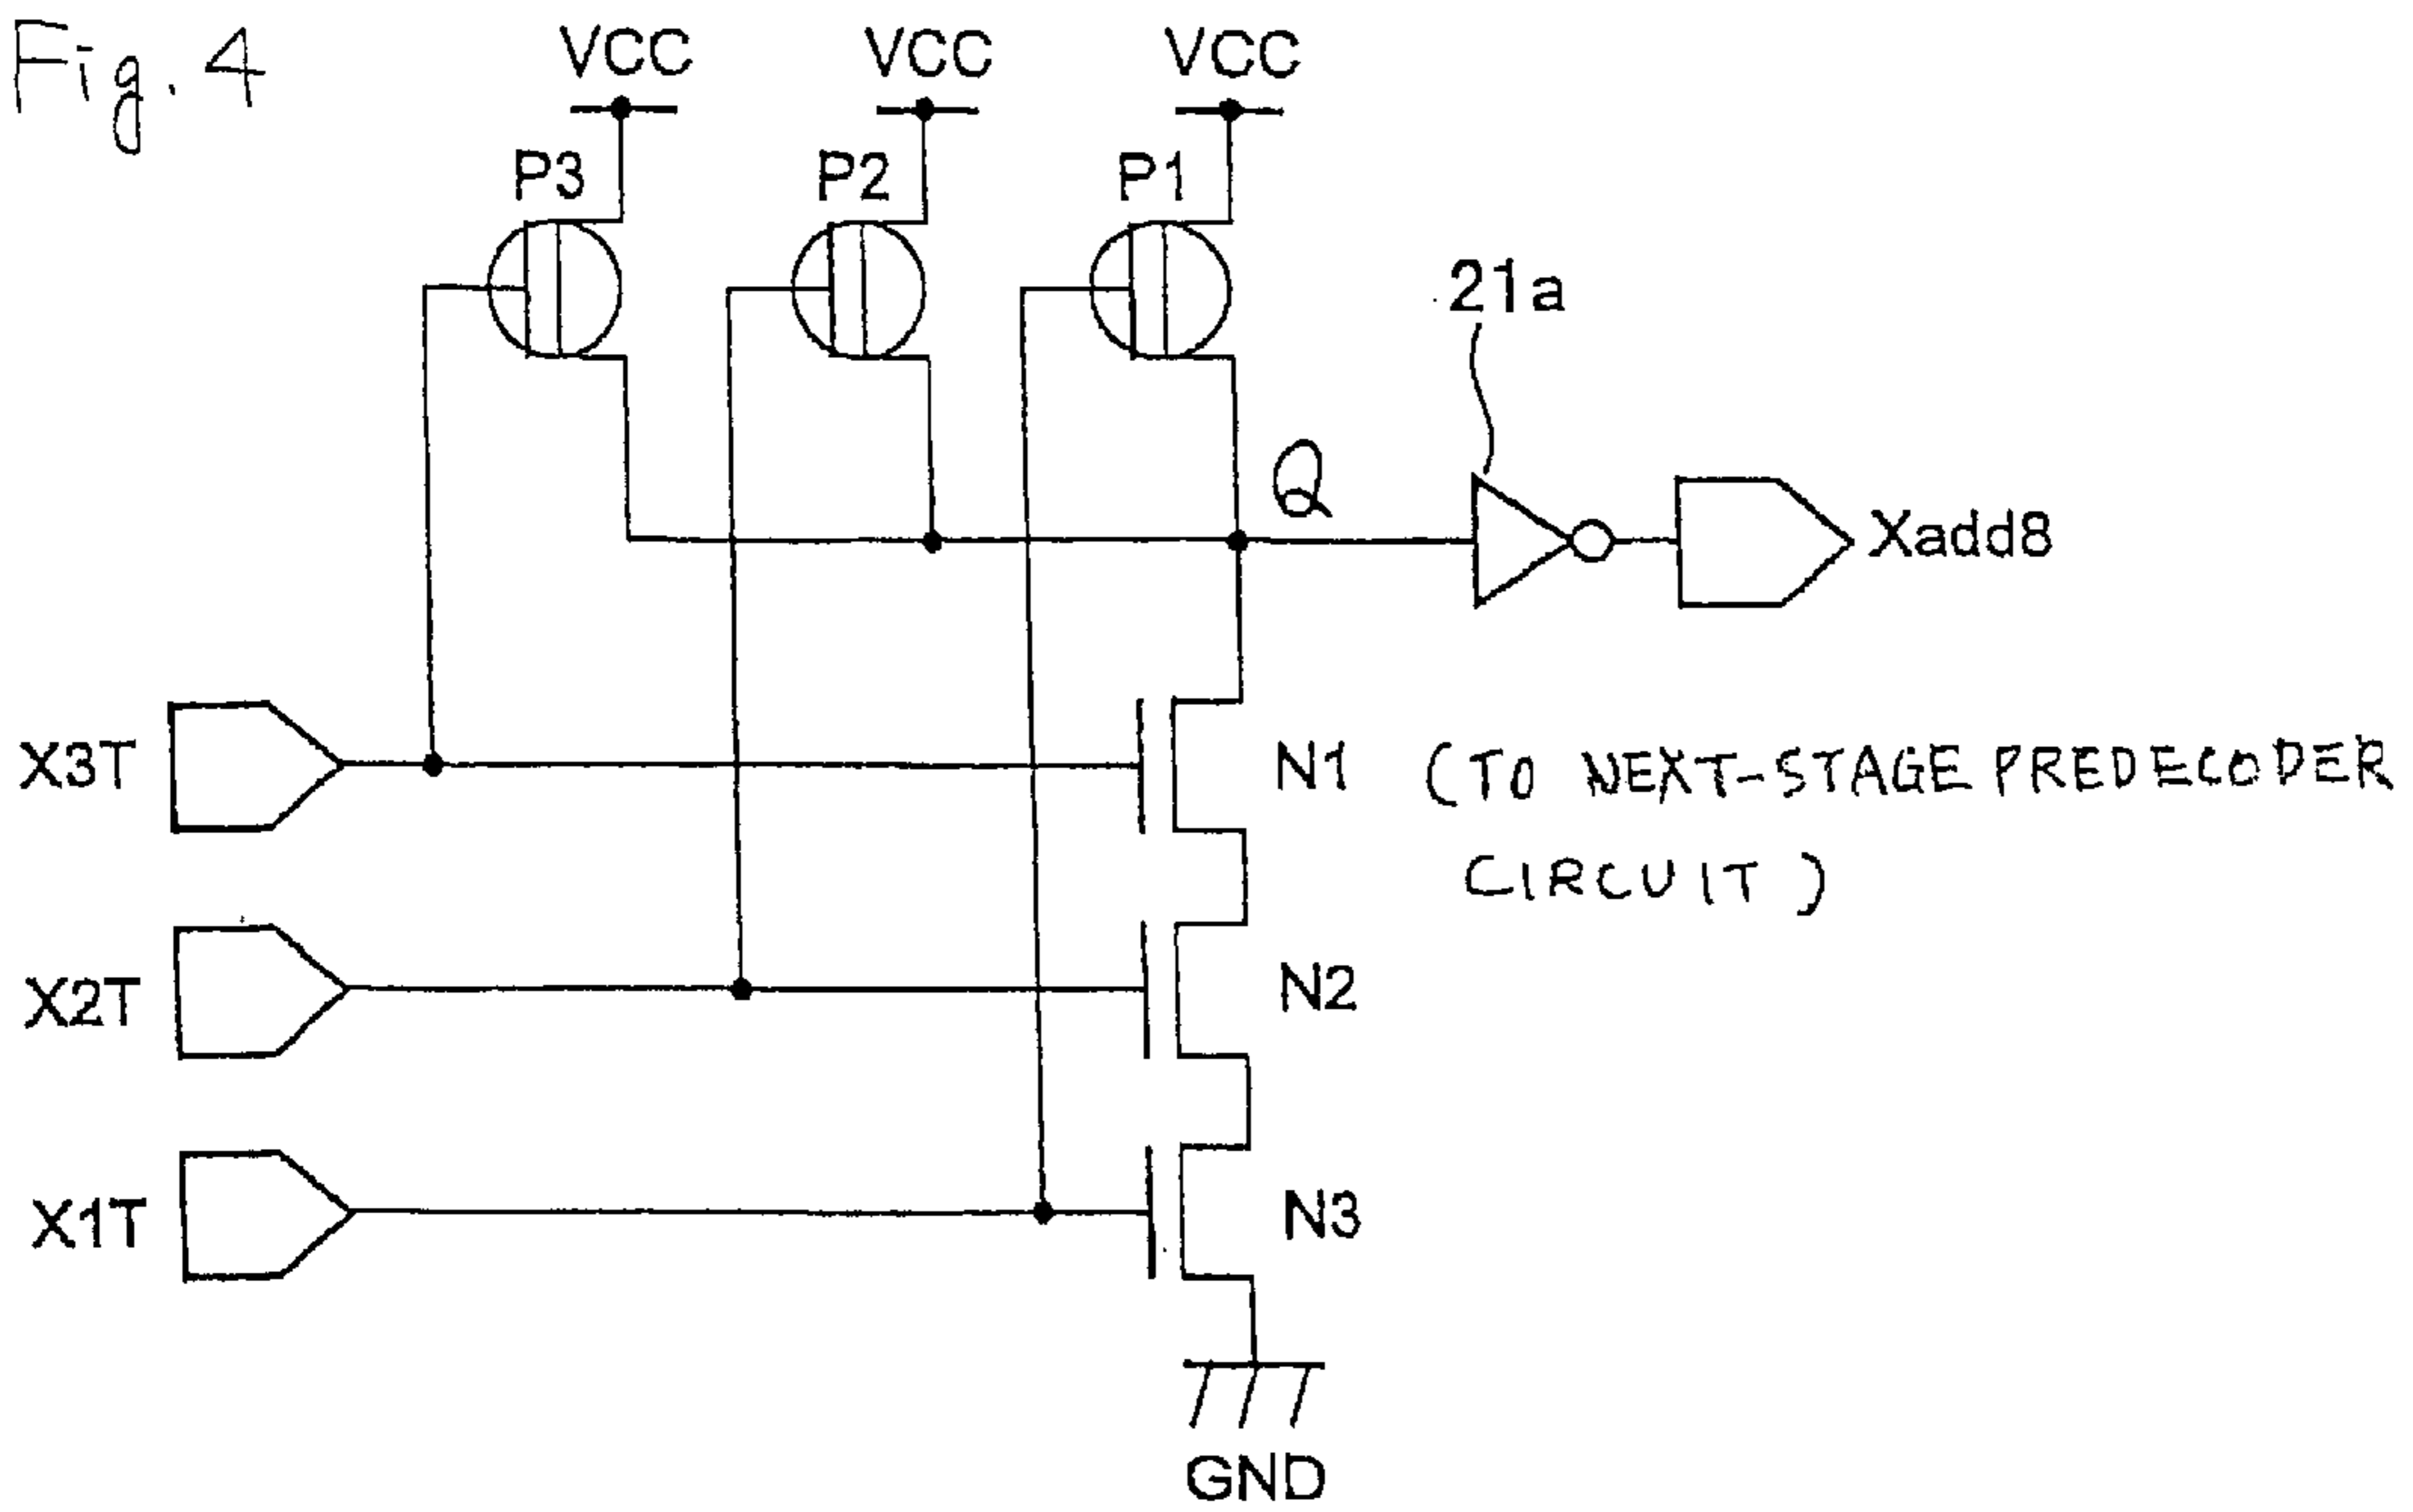 Fig. 4
VCC VCC VCC
P3 P2 P1
21a
Q
Xadd8
X3T N1 (TO NEXT-STAGE PREDECODER
CIRCUIT)
X2T N2
X1T N3
GND